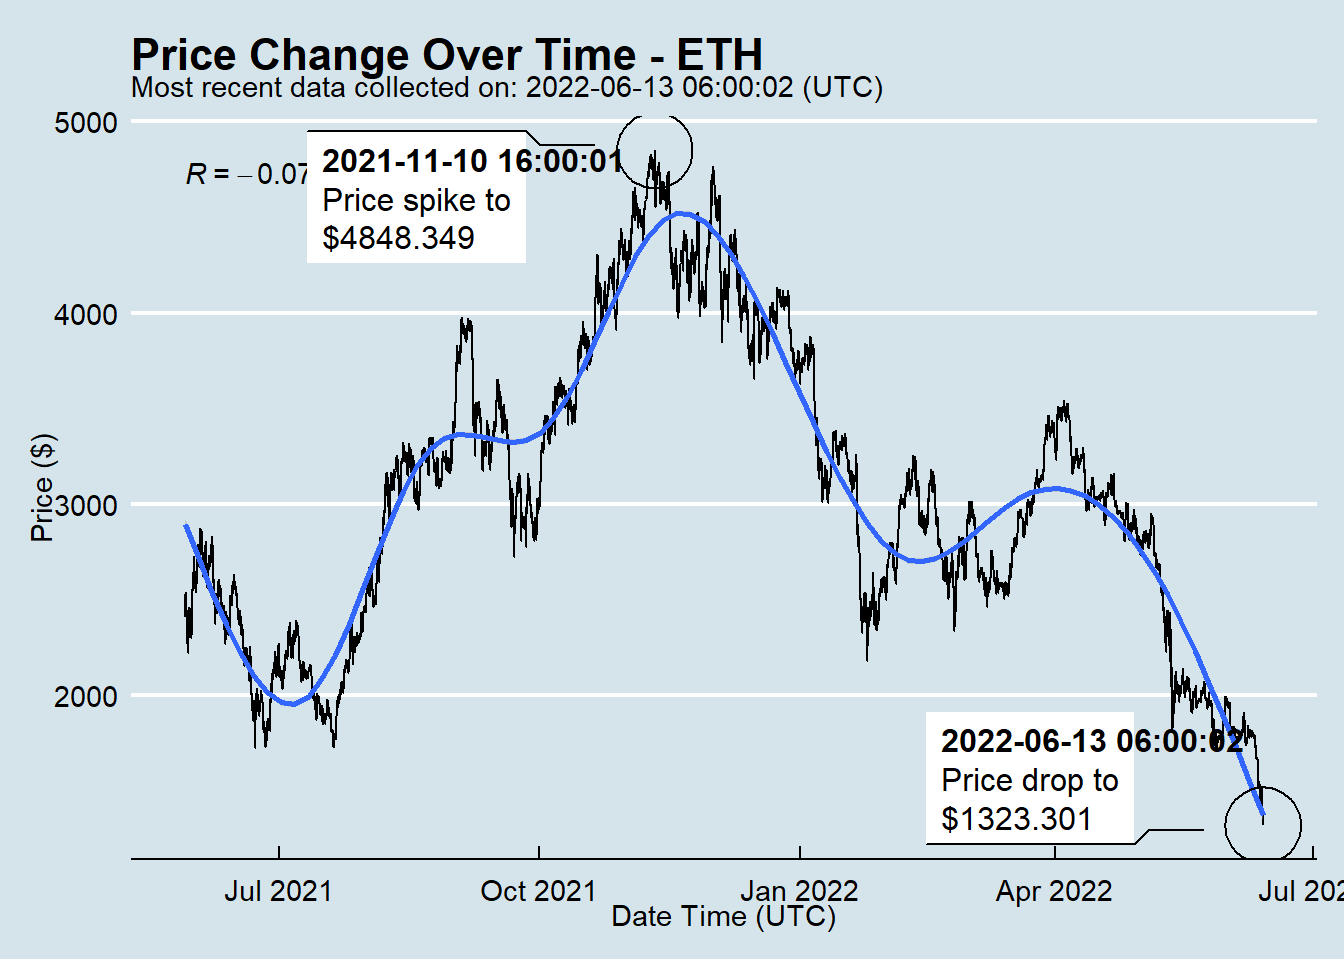 Price Change Over Time - ETH
Most recent data collected on: 2022-06-13 06:00:02 (UTC)
5000
4000
3000
2000
Price ($)
R = −0.07
2021-11-10 16:00:01
Price spike to
$4848.349
2022-06-13 06:00:02
Price drop to
$1323.301
Jul 2021
Oct 2021
Jan 2022
Apr 2022
Jul 202
Date Time (UTC)